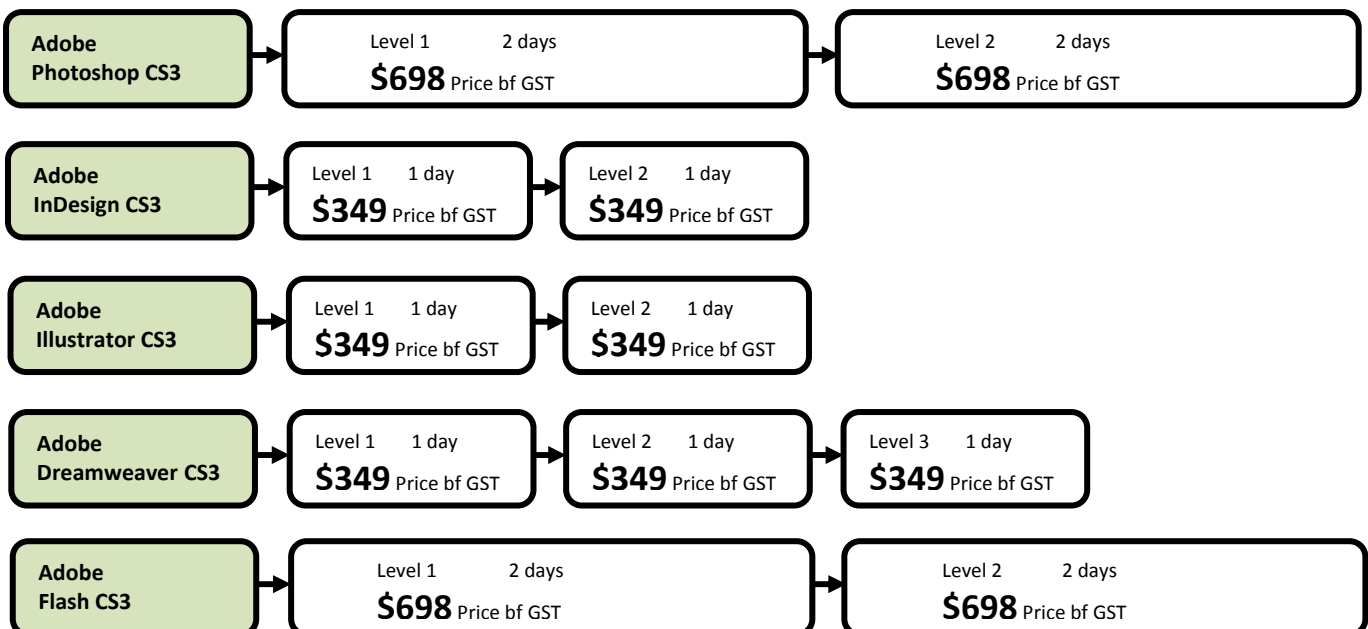 Adobe
Photoshop CS3
Level 1 2 days
$698 Price bf GST
Level 2 2 days
$698 Price bf GST
Adobe
InDesign CS3
Level 1 1 day
$349 Price bf GST
Level 2 1 day
$349 Price bf GST
Adobe
Illustrator CS3
Level 1 1 day
$349 Price bf GST
Level 2 1 day
$349 Price bf GST
Adobe
Dreamweaver CS3
Level 1 1 day
$349 Price bf GST
Level 2 1 day
$349 Price bf GST
Level 3 1 day
$349 Price bf GST
Adobe
Flash CS3
Level 1 2 days
$698 Price bf GST
Level 2 2 days
$698 Price bf GST